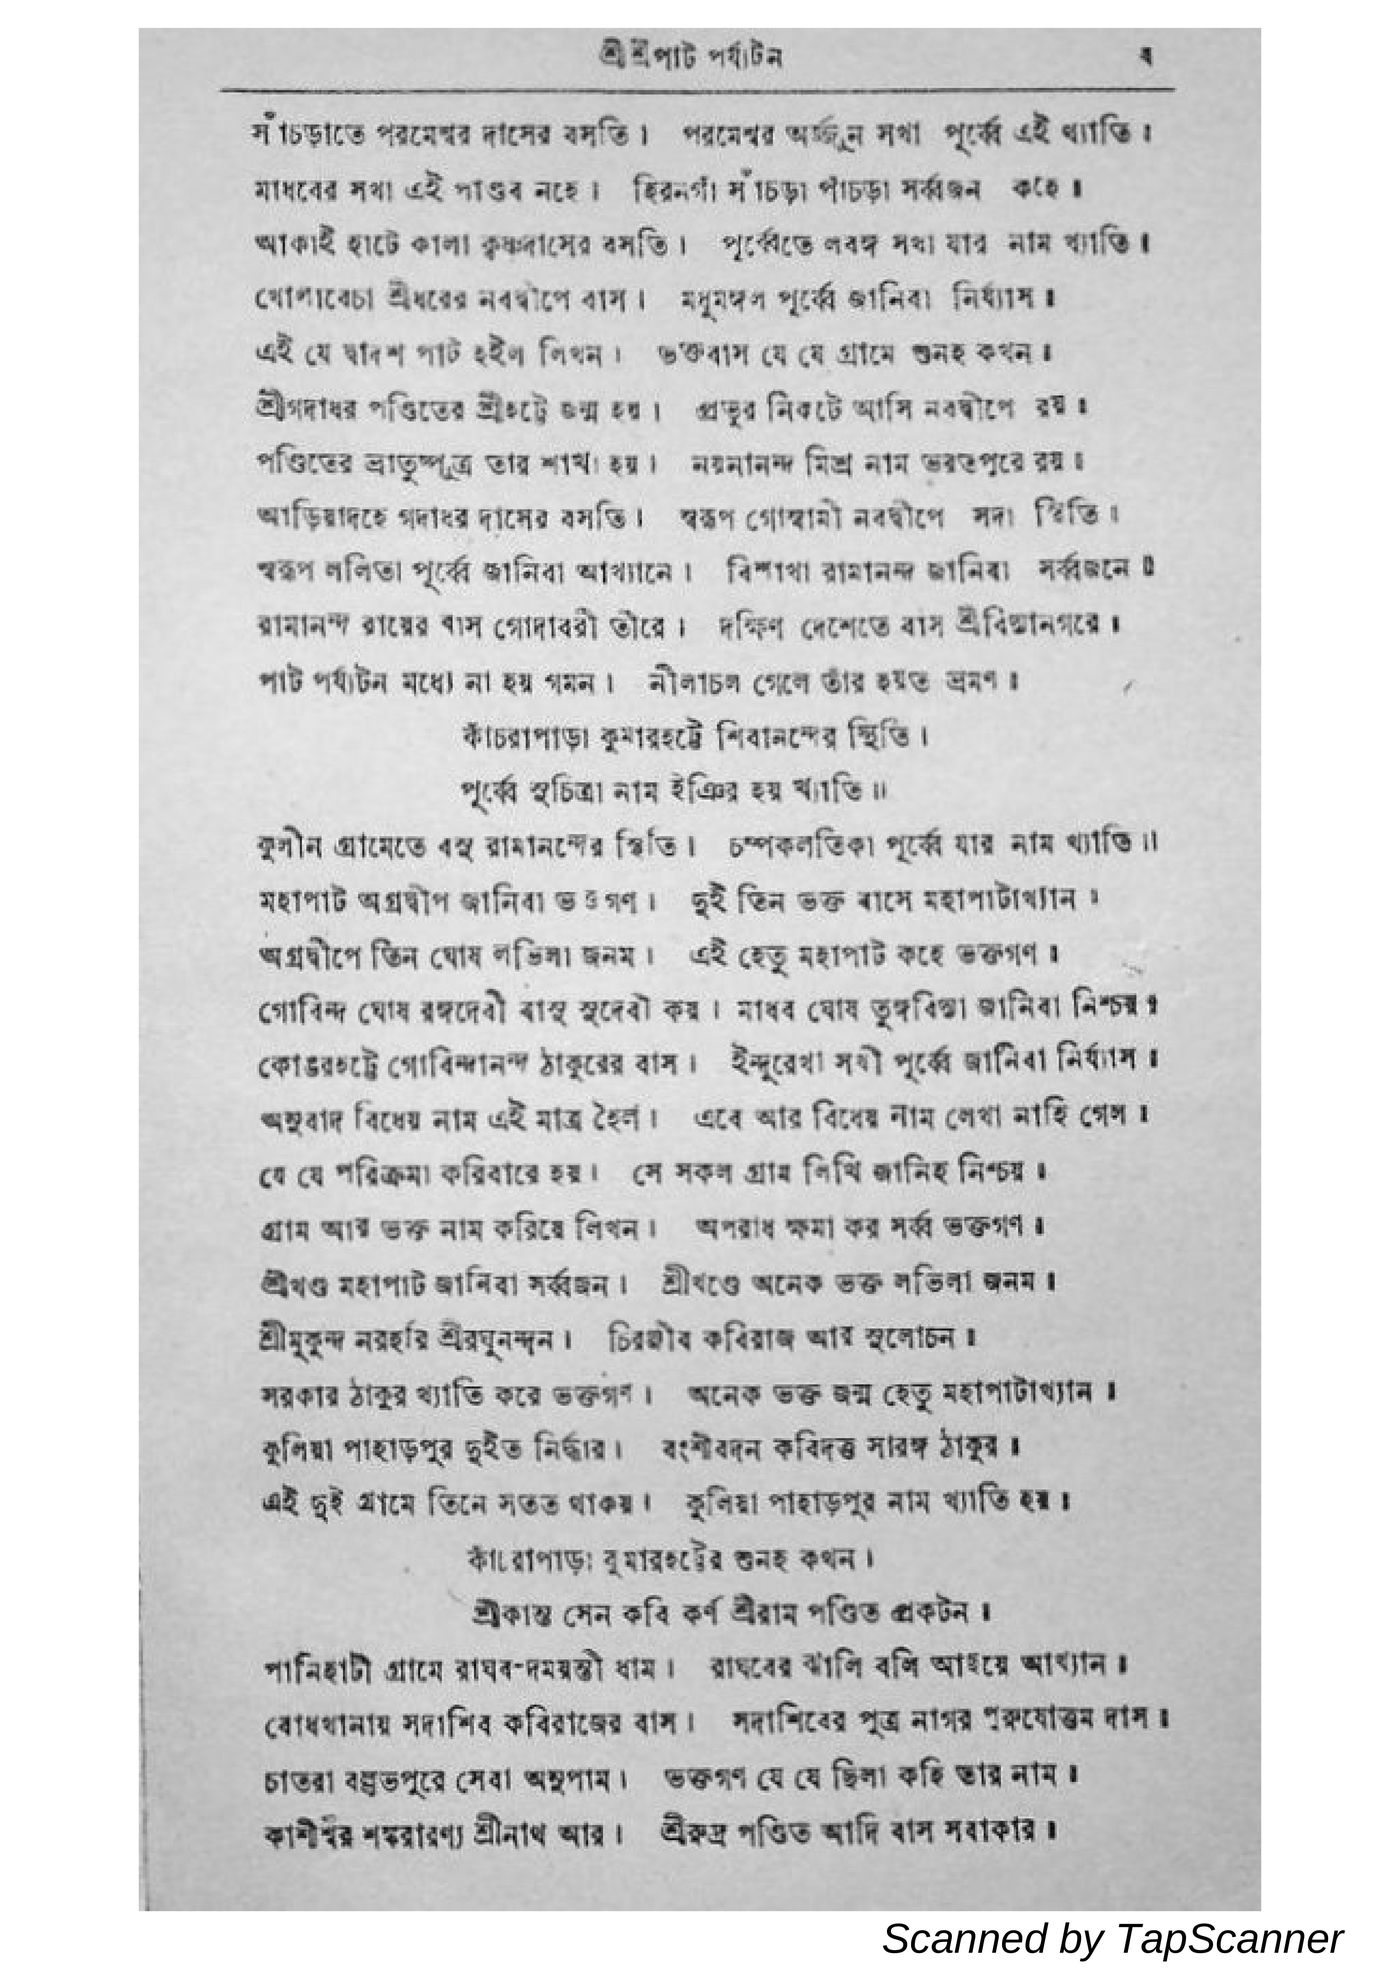 শ্রীশ্রীপাট পর্য্যটন
সাঁচড়াতে পরমেশ্বর দাসের বসতি। পরমেশ্বর অর্জ্জুন সখা পূর্ব্বে এই খ্যাতি।
মাধবের সখা এই পাণ্ডব নহে। হিরনগাঁ সাঁচড়া পাঁচড়া সর্ব্বজন কহে॥
আকাই হাটে কালা কৃষ্ণদাসের বসতি। পূর্ব্বেতে লবঙ্গ সখা যার নাম খ্যাতি॥
খোলাবেচা শ্রীধরের নবদ্বীপে বাস। মধুমঙ্গল পূর্ব্বে জানিবা নির্য্যাস॥
এই যে দ্বাদশ পাট হইল লিখন। ভক্তবাস যে যে গ্রামে শুনহ কথন॥
শ্রীগদাধর পণ্ডিতের শ্রীহট্টে জন্ম হয়। প্রভুর নিকটে আসি নবদ্বীপে রয়॥
পণ্ডিতের ভ্রাতুষ্পুত্র তার শাখা হয়। নয়নানন্দ মিশ্র নাম ভরতপুরে রয়॥
আড়িয়াদহে গদাধর দাসের বসতি। স্বরূপ গোস্বামী নবদ্বীপে সদা স্থিতি।
স্বরূপ ললিতা পূর্ব্বে জানিবা আখ্যানে। বিশাখা রামানন্দ জানিবা সর্ব্বজনে॥
রামানন্দ রায়ের বাস গোদাবরী তীরে। দক্ষিণ দেশেতে বাস শ্রীবিদ্যানগরে॥
পাট পর্য্যটন মধ্যে না হয় গমন। নীলাচল গেলে তাঁর হয়ত ভ্রমণ॥
কাঁচরাপাড়া কুমারহট্টে শিবানন্দের স্থিতি।
পূর্ব্বে সুচিত্রা নাম ইঞির হয় খ্যাতি॥
কুলীন গ্রামেতে বসু রামানন্দের স্থিতি। চম্পকলতিকা পূর্ব্বে যার নাম খ্যাতি॥
মহাপাট অগ্রদ্বীপ জানিবা ভক্তগণ। দুই তিন ভক্ত বাসে মহাপাটাখ্যান।
অগ্রদ্বীপে তিন ঘোষ লভিলা জনম। এই হেতু মহাপাট কহে ভক্তগণ॥
গোবিন্দ ঘোষ রঙ্গদেবী বাসু সুদেবী কয়। মাধব ঘোষ তুঙ্গবিদ্যা জানিবা নিশ্চয়॥
কোঙরহট্টে গোবিন্দানন্দ ঠাকুরের বাস। ইন্দুরেখা সখী পূর্ব্বে জানিবা নির্য্যাস॥
অনুবাদ বিধেয় নাম এই মাত্র হৈল। এবে আর বিধেয় নাম লেখা নাহি গেল॥
যে যে পরিক্রমা করিবারে হয়। সে সকল গ্রাম লিখি জানিহ নিশ্চয়॥
গ্রাম আর ভক্ত নাম করিয়ে লিখন। অপরাধ ক্ষমা কর সর্ব্ব ভক্তগণ॥
শ্রীখণ্ড মহাপাট জানিবা সর্ব্বজন। শ্রীখণ্ডে অনেক ভক্ত লভিলা জনম॥
শ্রীমুকুন্দ নরহরি শ্রীরঘুনন্দন। চিরঞ্জীব কবিরাজ আর সুলোচন॥
সরকার ঠাকুর খ্যাতি করে ভক্তগণ। অনেক ভক্ত জন্ম হেতু মহাপাটাখ্যান॥
কুলিয়া পাহাড়পুর দুইত নির্দ্ধার। বংশীবদন কবিদত্ত সারঙ্গ ঠাকুর॥
এই দুই গ্রামে তিনে সতত থাকয়। কুলিয়া পাহাড়পুর নাম খ্যাতি হয়॥
কুমারহট্টের শুনহ কথন।
শ্রীকান্ত সেন কবি কর্ণ শ্রীরাম পণ্ডিত প্রকটন॥
পানিহাটী গ্রামে রাঘব-দময়ন্তী ধাম। রাঘবের ঝালি বলি আছয়ে আখ্যান॥
বোধখানায় সদাশিব কবিরাজের বাস। সদাশিবের পুত্র নাগর পুরুষোত্তম দাস॥
চাতরা বল্লভপুরে সেবা অনুপাম। ভক্তগণ যে যে ছিলা কহি তার নাম॥
কাশীশ্বর শঙ্করারণ্য শ্রীনাথ আর। শ্রীরুদ্র পণ্ডিত আদি বাস সবাকার॥
Scanned by TapScanner